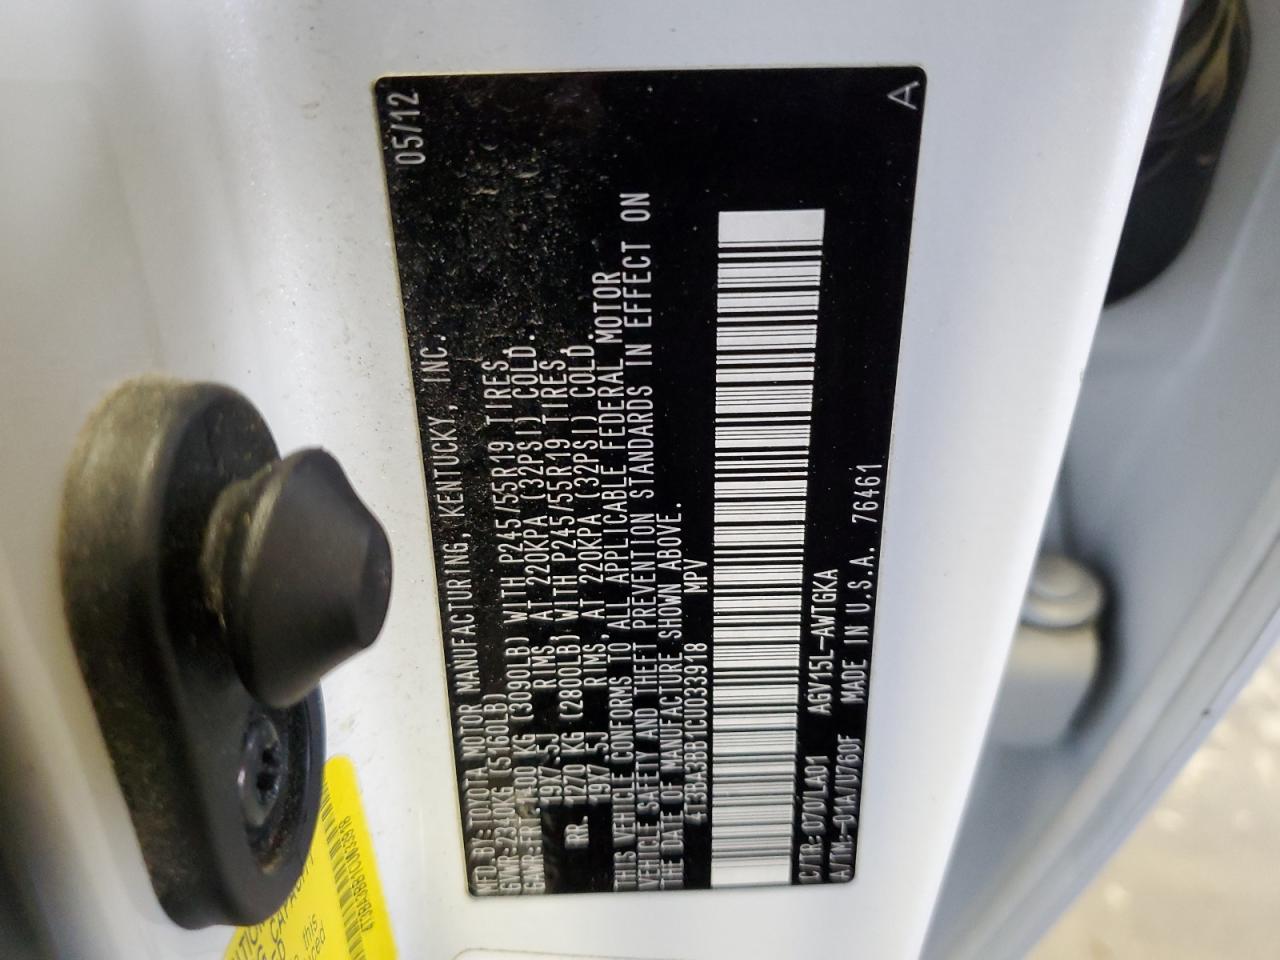 MFD. BY: TOYOTA MOTOR MANUFACTURING, KENTUCKY, INC. 05/12
GVWR: 2340KG (5160LB)
GAWR: FR. 1400 KG (3090LB) WITH P245/55R19 TIRES,
19X7.5J RIMS, AT 220KPA (32PSI) COLD.
RR. 1270 KG (2800LB) WITH P245/55R19 TIRES,
19X7.5J RIMS, AT 220KPA (32PSI) COLD.
THIS VEHICLE CONFORMS TO ALL APPLICABLE FEDERAL MOTOR
VEHICLE SAFETY AND THEFT PREVENTION STANDARDS IN EFFECT ON
THE DATE OF MANUFACTURE SHOWN ABOVE.
4T3BA3BB1CU033918 MPV
C/TR: 070/LA01 AGV15L-AWTGKA
A/TM:-01A/U760F MADE IN U.S.A. 76461
A
4T3BA3BB1CU033918
this